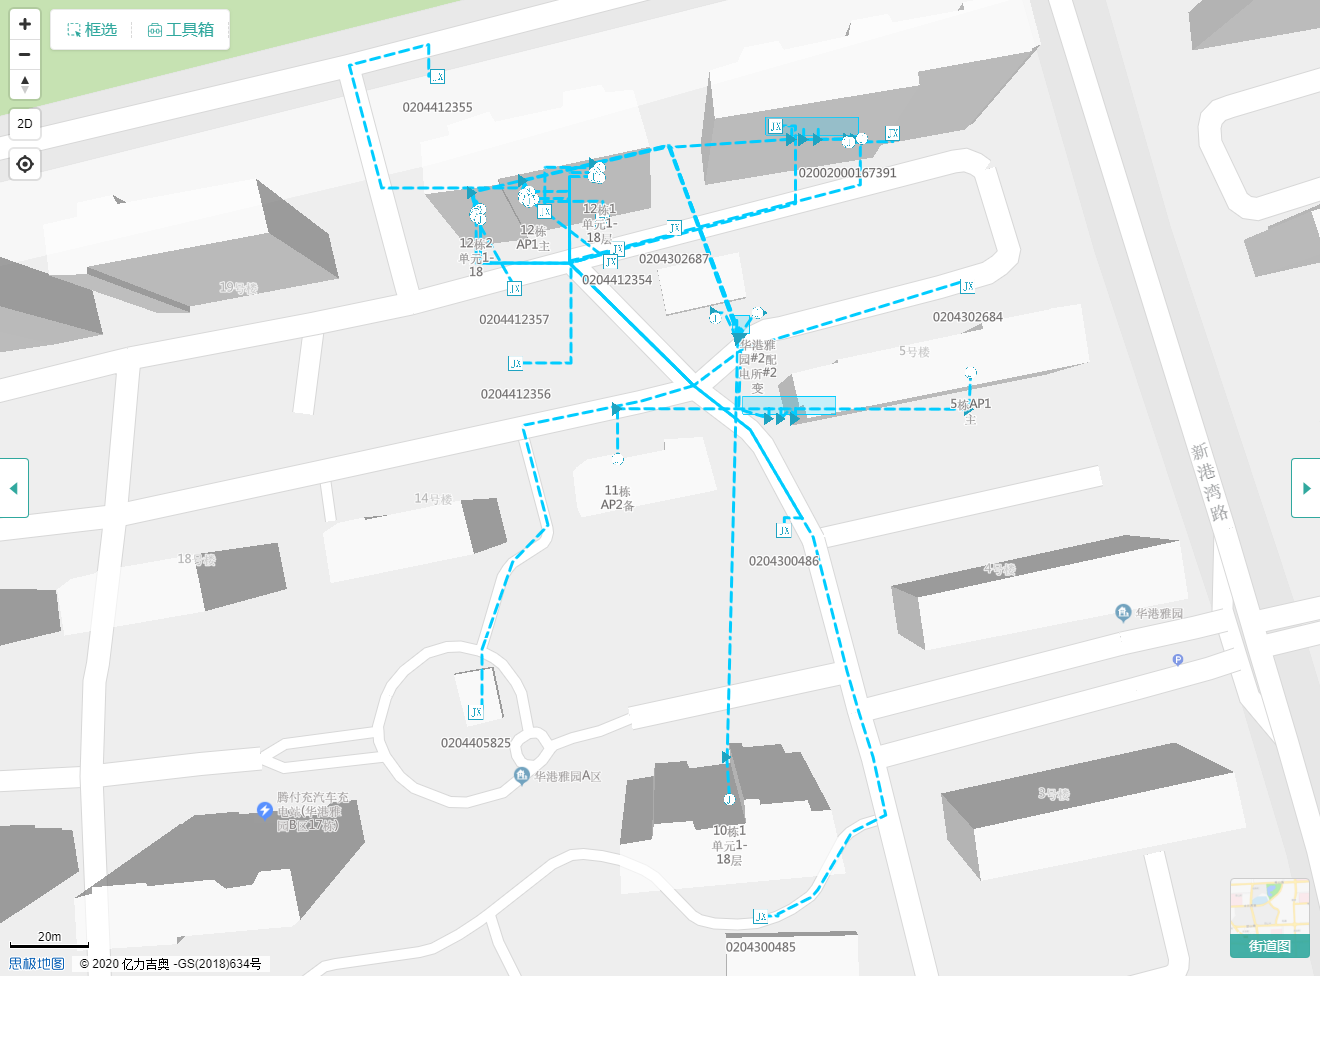 框选
工具箱
2D
0204412355
02002000167391
12栋1
单元1-
18层
12栋
AP1主
12栋2
单元1-
18
0204302687
0204412354
19号楼
0204412357
0204302684
华港雅
园#2配
电所#2
变
5号楼
0204412356
5栋AP1
主
新港湾路
11栋
AP2备
14号楼
18号楼
0204300486
4号楼
华港雅园
P
0204405825
华港雅园A区
腾付充汽车充
电站(华港雅
园B区17栋)
3号楼
10栋1
单元1-
18层
0204300485
20m
思极地图
© 2020 亿力吉奥 -GS(2018)634号
街道图
JX
JX
JX
JX
JX
JX
JX
JX
JX
JX
JX
JX
JX